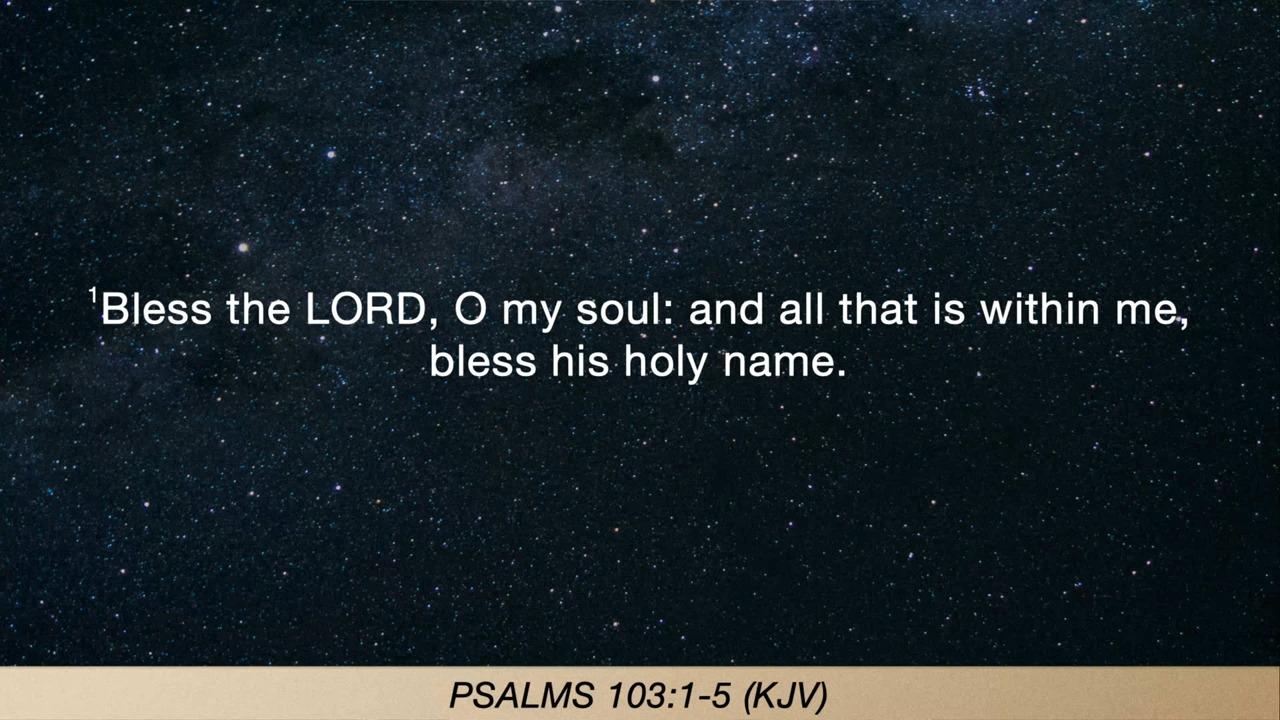 ¹Bless the LORD, O my soul: and all that is within me,
bless his holy name.
PSALMS 103:1-5 (KJV)